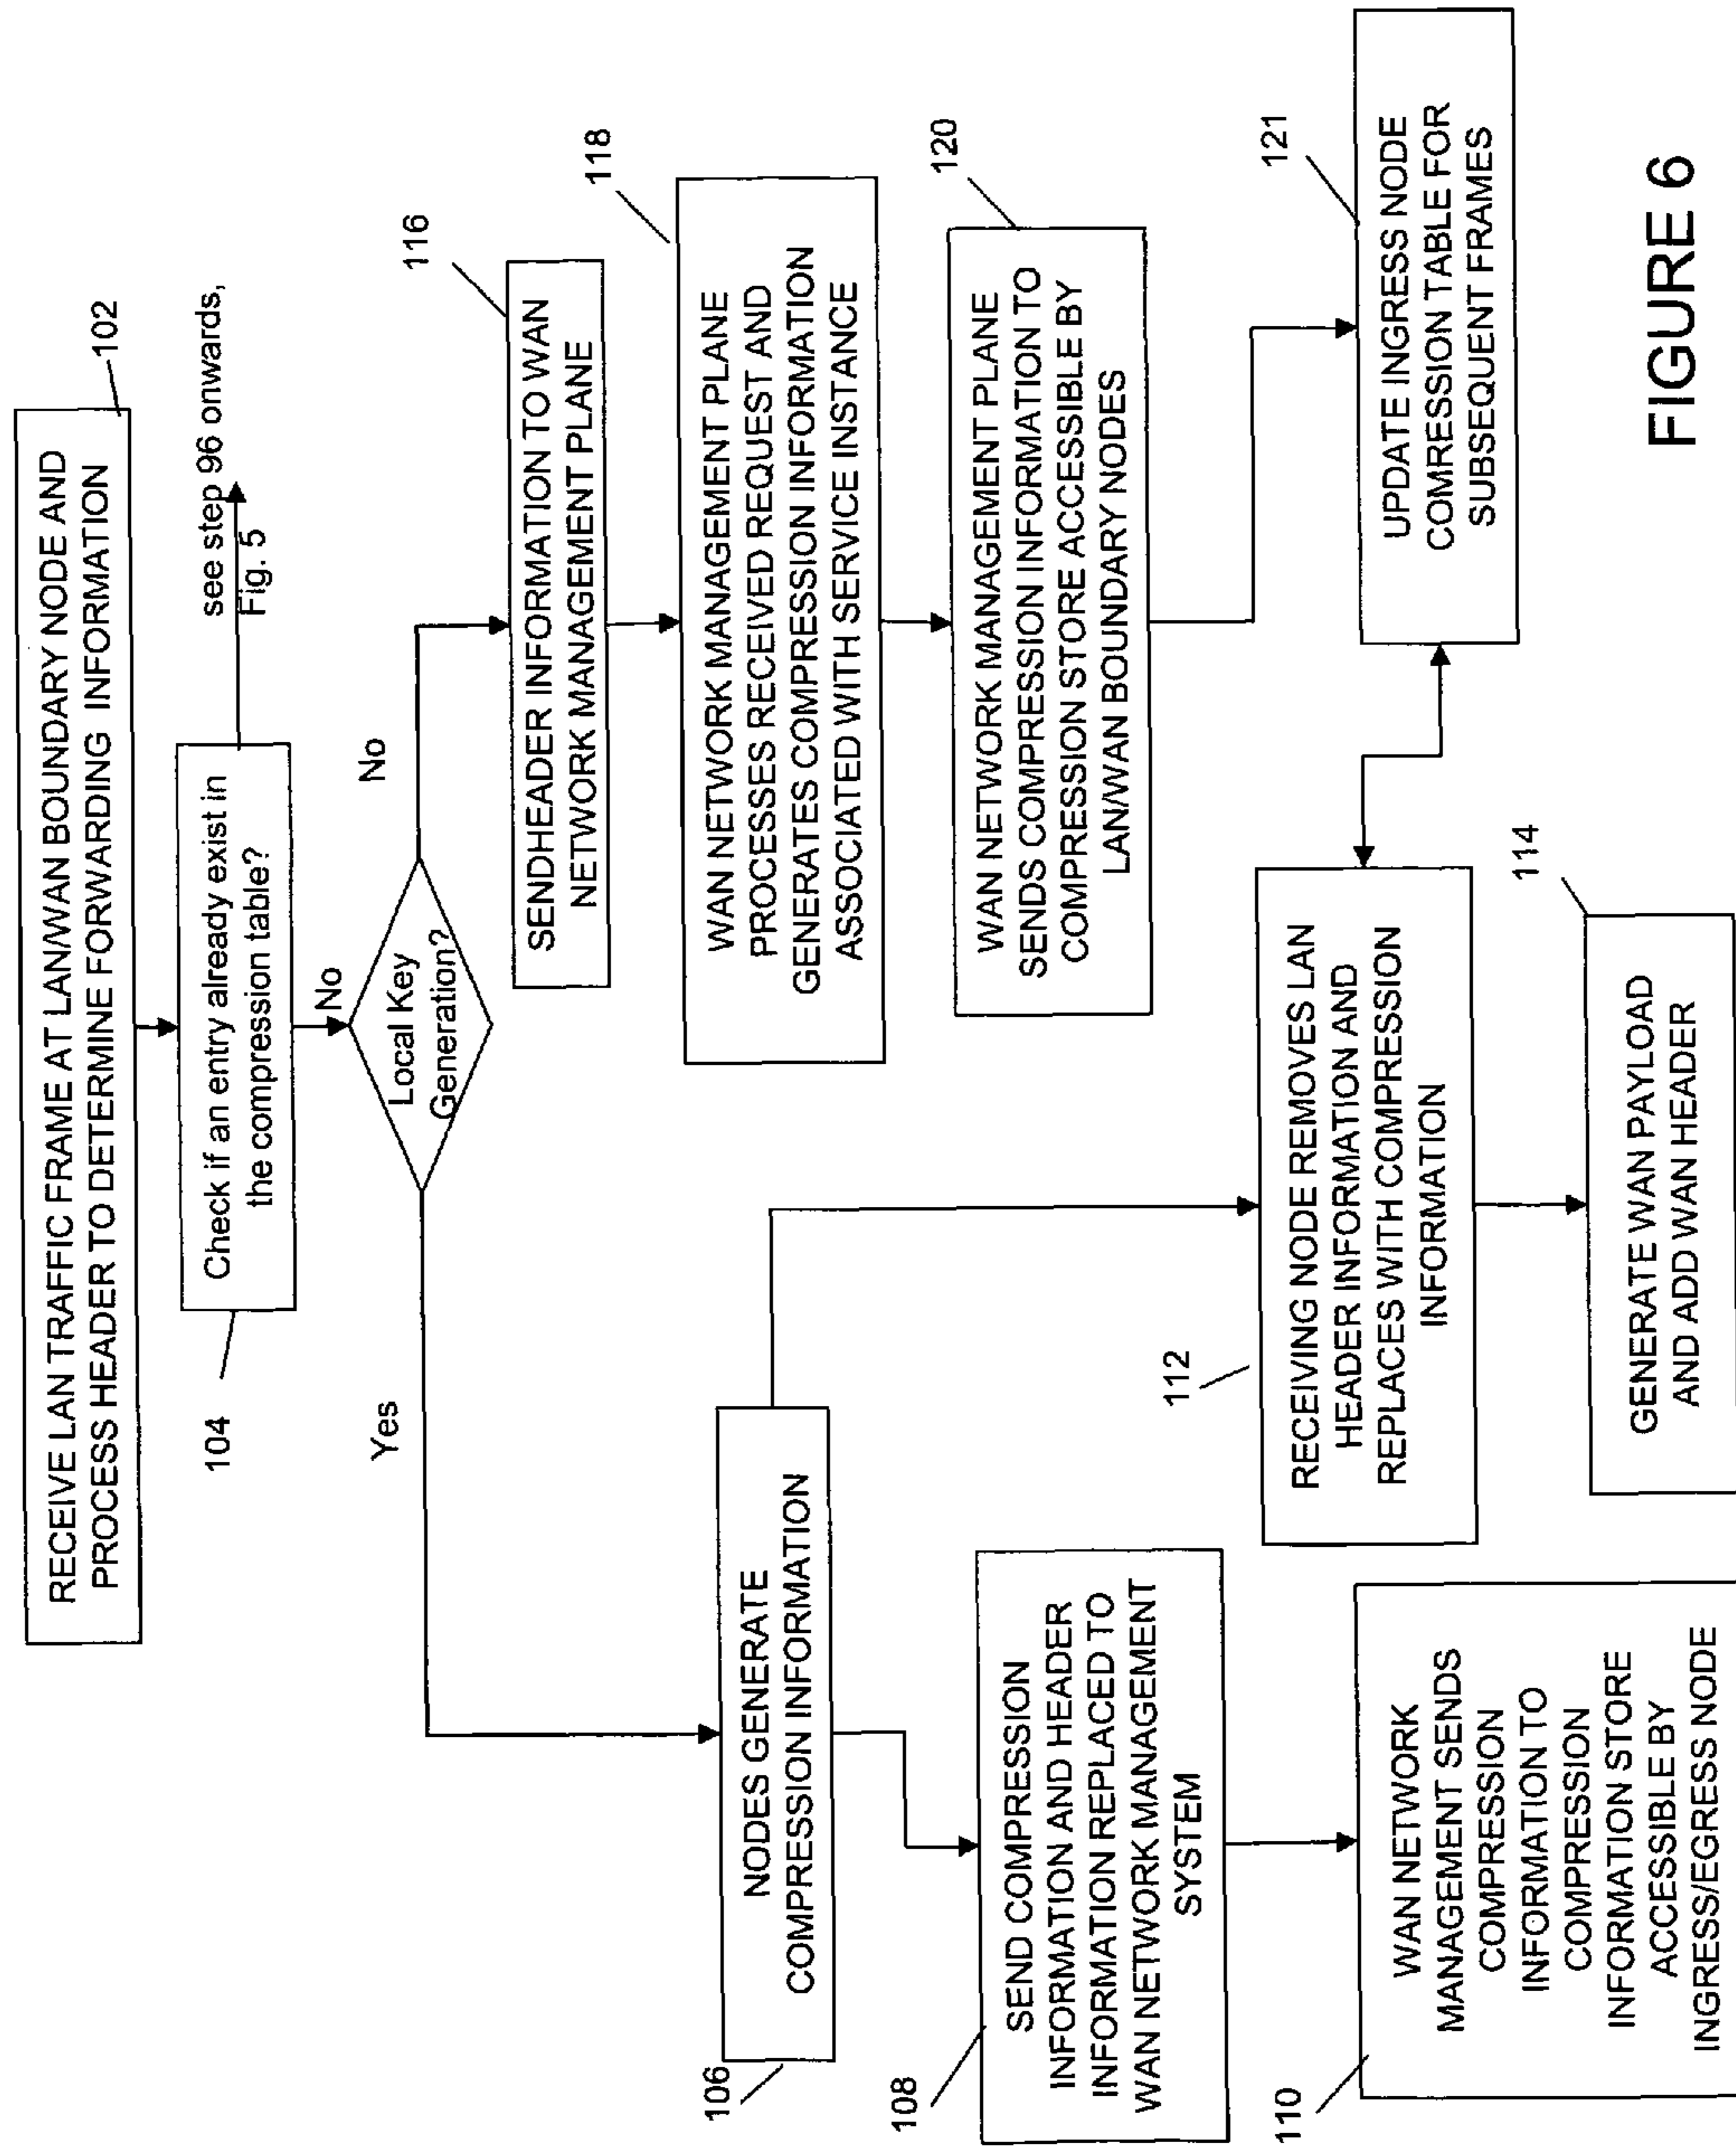 RECEIVE LAN TRAFFIC FRAME AT LAN/WAN BOUNDARY NODE AND
PROCESS HEADER TO DETERMINE FORWARDING INFORMATION
102
Check if an entry already exist in
the compression table?
104
see step 96 onwards,
Fig. 5
No
Local Key
Generation?
Yes
No
SENDHEADER INFORMATION TO WAN
NETWORK MANAGEMENT PLANE
116
WAN NETWORK MANAGEMENT PLANE
PROCESSES RECEIVED REQUEST AND
GENERATES COMPRESSION INFORMATION
ASSOCIATED WITH SERVICE INSTANCE
118
WAN NETWORK MANAGEMENT PLANE
SENDS COMPRESSION INFORMATION TO
COMPRESSION STORE ACCESSIBLE BY
LAN/WAN BOUNDARY NODES
120
UPDATE INGRESS NODE
COMRESSION TABLE FOR
SUBSEQUENT FRAMES
121
NODES GENERATE
COMPRESSION INFORMATION
106
SEND COMPRESSION
INFORMATION AND HEADER
INFORMATION REPLACED TO
WAN NETWORK MANAGEMENT
SYSTEM
108
WAN NETWORK
MANAGEMENT SENDS
COMPRESSION
INFORMATION TO
COMPRESSION
INFORMATION STORE
ACCESSIBLE BY
INGRESS/EGRESS NODE
110
RECEIVING NODE REMOVES LAN
HEADER INFORMATION AND
REPLACES WITH COMPRESSION
INFORMATION
112
GENERATE WAN PAYLOAD
AND ADD WAN HEADER
114
FIGURE 6